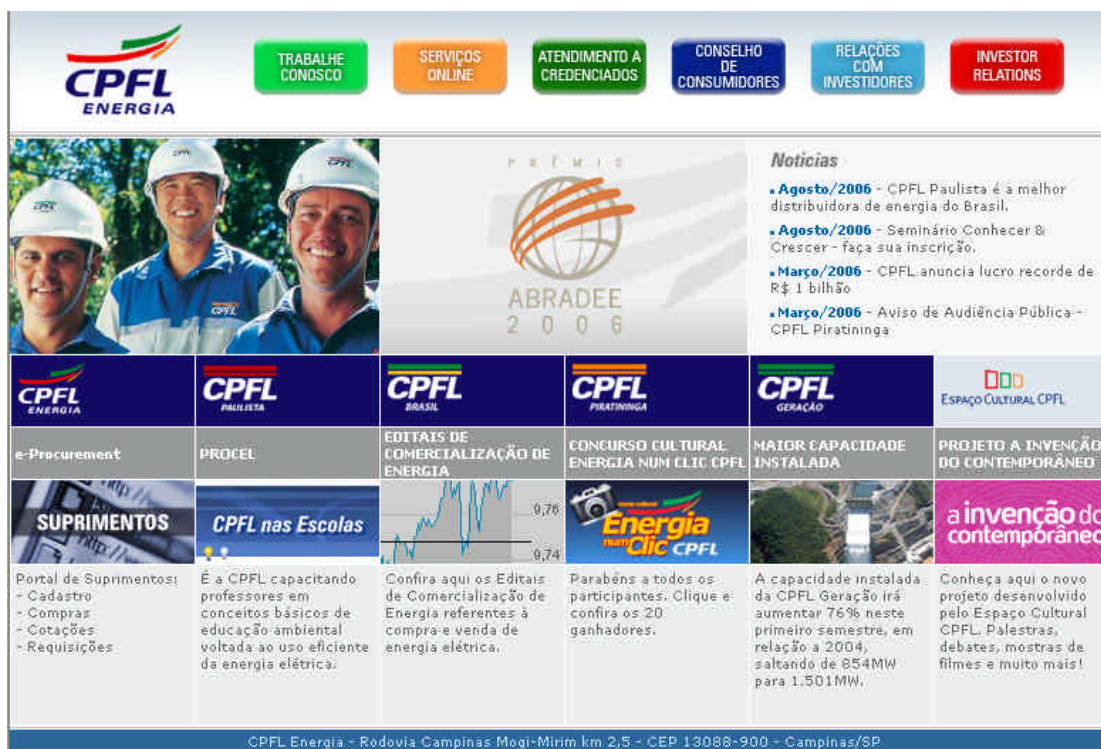 CPFL
ENERGIA
TRABALHE
CONOSCO
SERVIÇOS
ONLINE
ATENDIMENTO A
CREDENCIADOS
CONSELHO
DE
CONSUMIDORES
RELAÇÕES
COM
INVESTIDORES
INVESTOR
RELATIONS
CPFL
CPFL
CPFL
CPFL
PRÊMIO
ABRADEE
2006
Notícias
Agosto/2006 - CPFL Paulista é a melhor
distribuidora de energia do Brasil.
Agosto/2006 - Seminário Conhecer &
Crescer - faça sua inscrição.
Março/2006 - CPFL anuncia lucro recorde de
R$ 1 bilhão
Março/2006 - Aviso de Audiência Pública -
CPFL Piratininga
CPFL
ENERGIA
CPFL
PAULISTA
CPFL
BRASIL
CPFL
PIRATININGA
CPFL
GERAÇÃO
ESPAÇO CULTURAL CPFL
e-Procurement
PROCEL
EDITAIS DE
COMERCIALIZAÇÃO DE
ENERGIA
CONCURSO CULTURAL
ENERGIA NUM CLIC CPFL
MAIOR CAPACIDADE
INSTALADA
PROJETO A INVENÇÃO
DO CONTEMPORÂNEO
http://
SUPRIMENTOS
http://
CPFL nas Escolas
9,76
9,74
Energia
num Clic CPFL
a invenção do
contemporâneo
Portal de Suprimentos:
- Cadastro
- Compras
- Cotações
- Requisições
É a CPFL capacitando
professores em
conceitos básicos de
educação ambiental
voltada ao uso eficiente
da energia elétrica.
Confira aqui os Editais
de Comercialização de
Energia referentes à
compra e venda de
energia elétrica.
Parabéns a todos os
participantes. Clique e
confira os 20
ganhadores.
A capacidade instalada
da CPFL Geração irá
aumentar 76% neste
primeiro semestre, em
relação a 2004,
saltando de 854MW
para 1.501MW.
Conheça aqui o novo
projeto desenvolvido
pelo Espaço Cultural
CPFL. Palestras,
debates, mostras de
filmes e muito mais!
CPFL Energia - Rodovia Campinas Mogi-Mirim km 2,5 - CEP 13088-900 - Campinas/SP